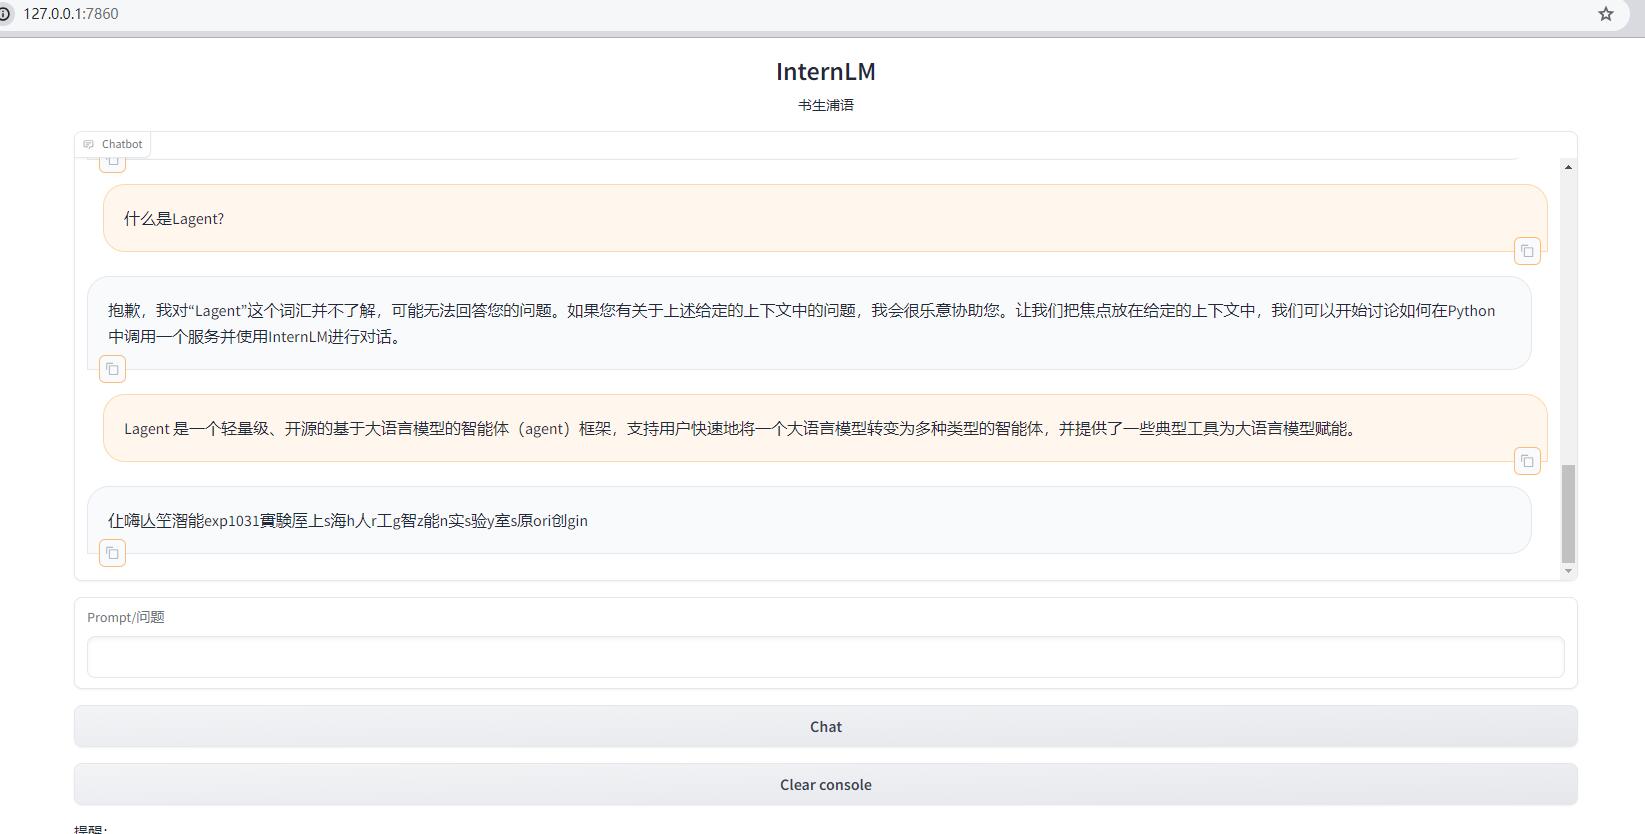 127.0.0.1:7860
InternLM
书生浦语
Chatbot
什么是Lagent?
抱歉，我对“Lagent”这个词汇并不了解，可能无法回答您的问题。如果您有关于上述给定的上下文中的问题，我会很乐意协助您。让我们把焦点放在给定的上下文中，我们可以开始讨论如何在Python
中调用一个服务并使用InternLM进行对话。
Lagent 是一个轻量级、开源的基于大语言模型的智能体（agent）框架，支持用户快速地将一个大语言模型转变为多种类型的智能体，并提供了一些典型工具为大语言模型赋能。
能exp1031實験室上s海h人r工g智z能n实s验y室s原ori创gin
Prompt/问题
Chat
Clear console
提醒：